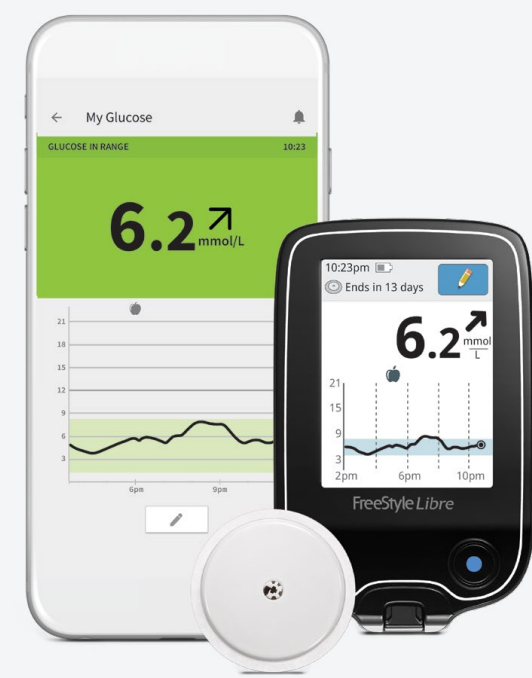 My Glucose
GLUCOSE IN RANGE 10:23
6.2 mmol/L
21
18
15
12
9
6
3
6pm 9pm
10:23pm
Ends in 13 days
6.2 mmol
L
21
15
9
3
2pm 6pm 10pm
FreeStyle Libre